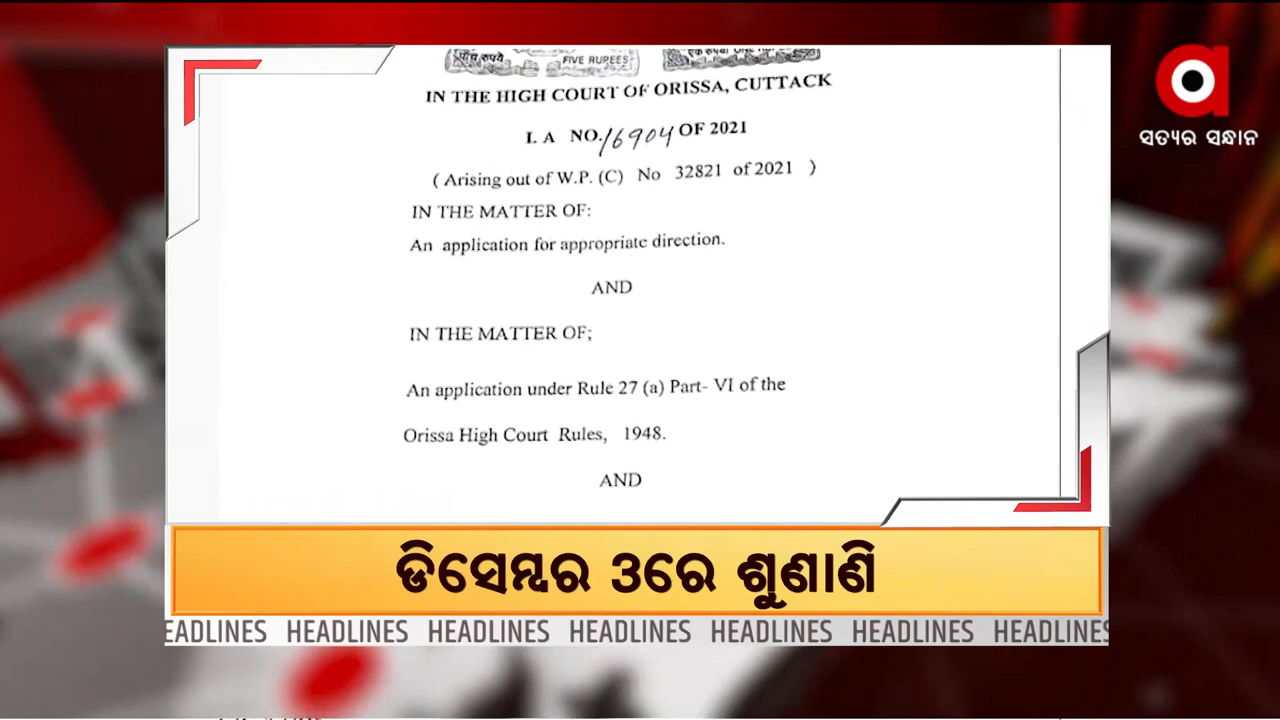 पाँच रुपये FIVE RUPEES
IN THE HIGH COURT OF ORISSA, CUTTACK
I. A NO. 16904 OF 2021
( Arising out of W.P. (C) No 32821 of 2021 )
IN THE MATTER OF:
An application for appropriate direction.
AND
IN THE MATTER OF;
An application under Rule 27 (a) Part- VI of the
Orissa High Court Rules, 1948.
AND
ସତ୍ୟର ସନ୍ଧାନ
ଡିସେମ୍ବର ୩ରେ ଶୁଣାଣି
EADLINES HEADLINES HEADLINES HEADLINES HEADLINES HEADLINES HEADLINES